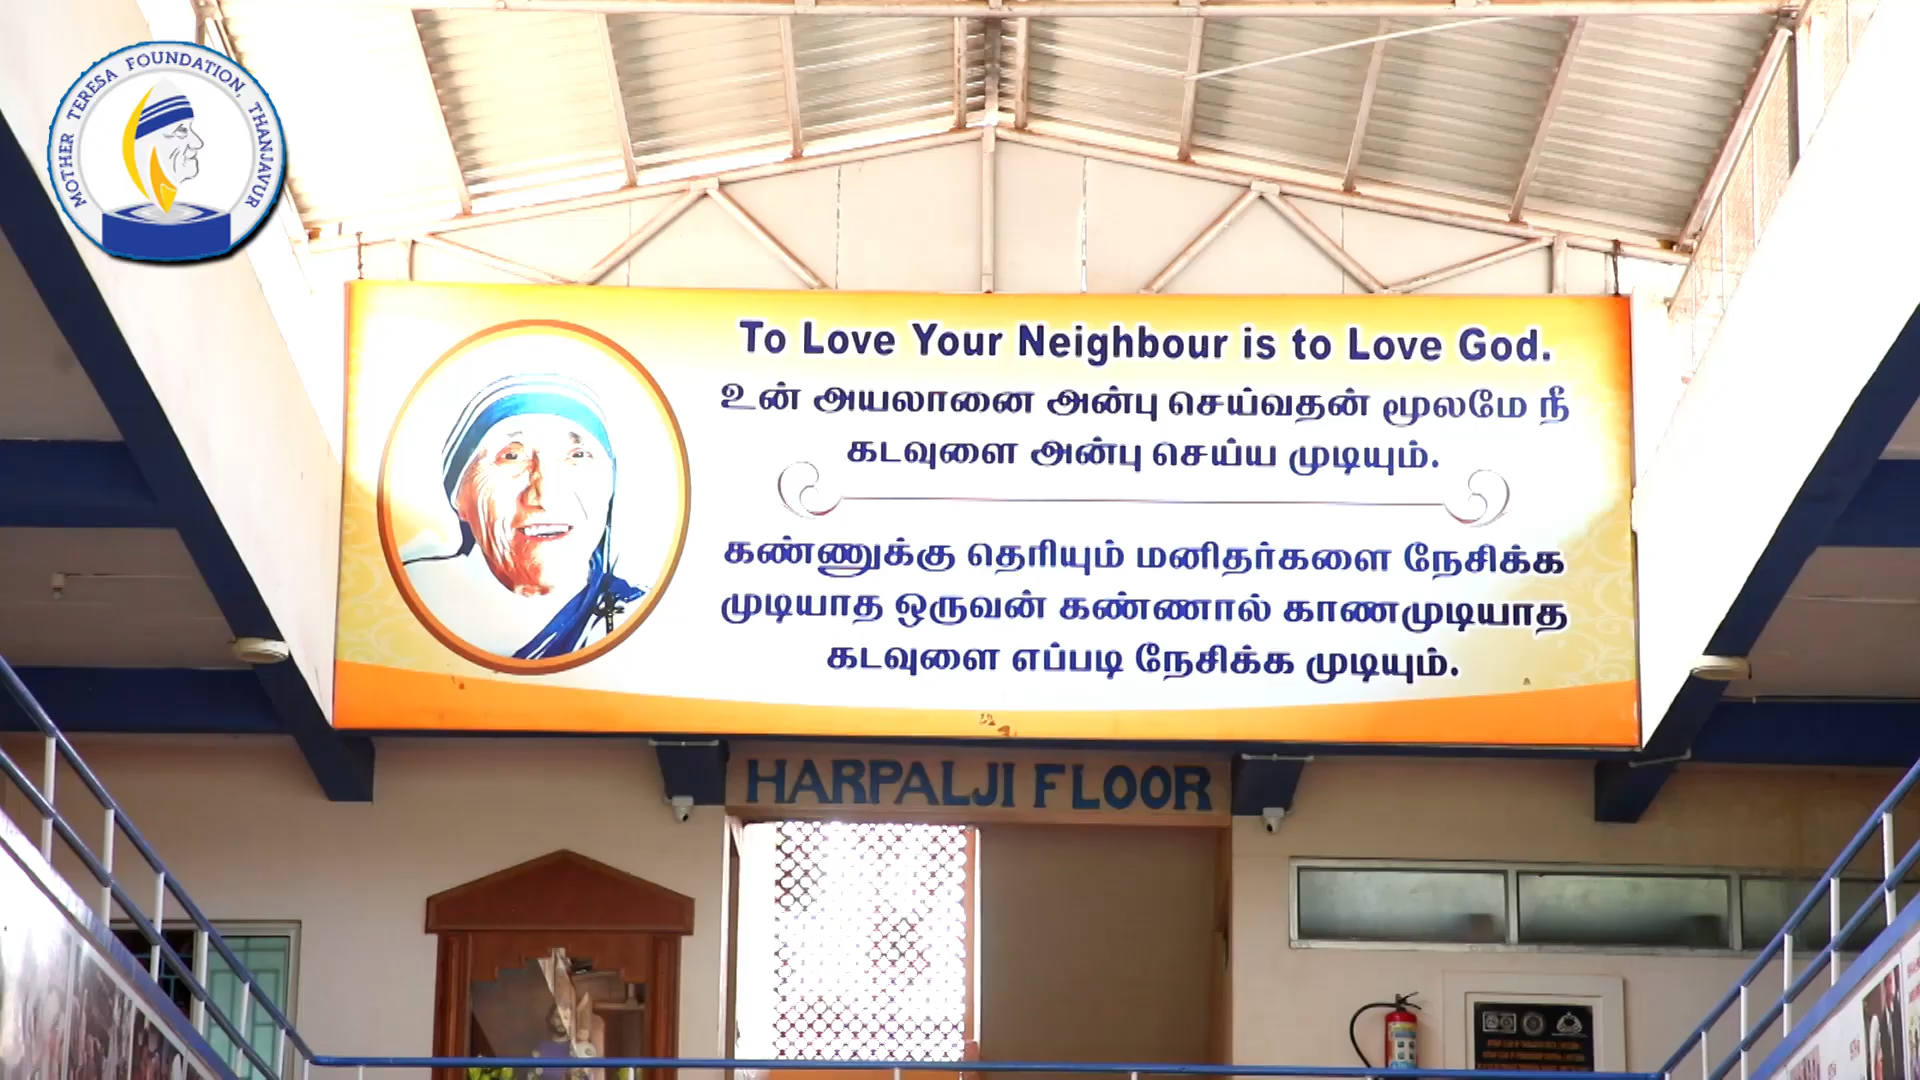 MOTHER TERESA FOUNDATION, THANJAVUR
To Love Your Neighbour is to Love God.
உன் அயலானை அன்பு செய்வதன் மூலமே நீ
கடவுளை அன்பு செய்ய முடியும்.
கண்ணுக்கு தெரியும் மனிதர்களை நேசிக்க
முடியாத ஒருவன் கண்ணால் காணமுடியாத
கடவுளை எப்படி நேசிக்க முடியும்.
HARPALJI FLOOR